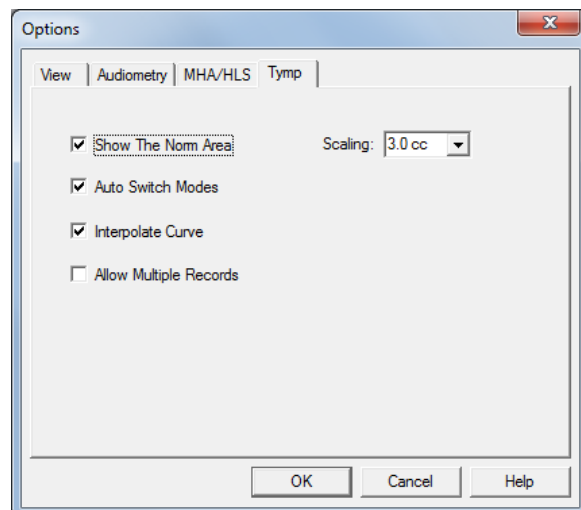 Options
View Audiometry MHA/HLS Tymp
Show The Norm Area Scaling: 3.0 cc
Auto Switch Modes
Interpolate Curve
Allow Multiple Records
OK Cancel Help